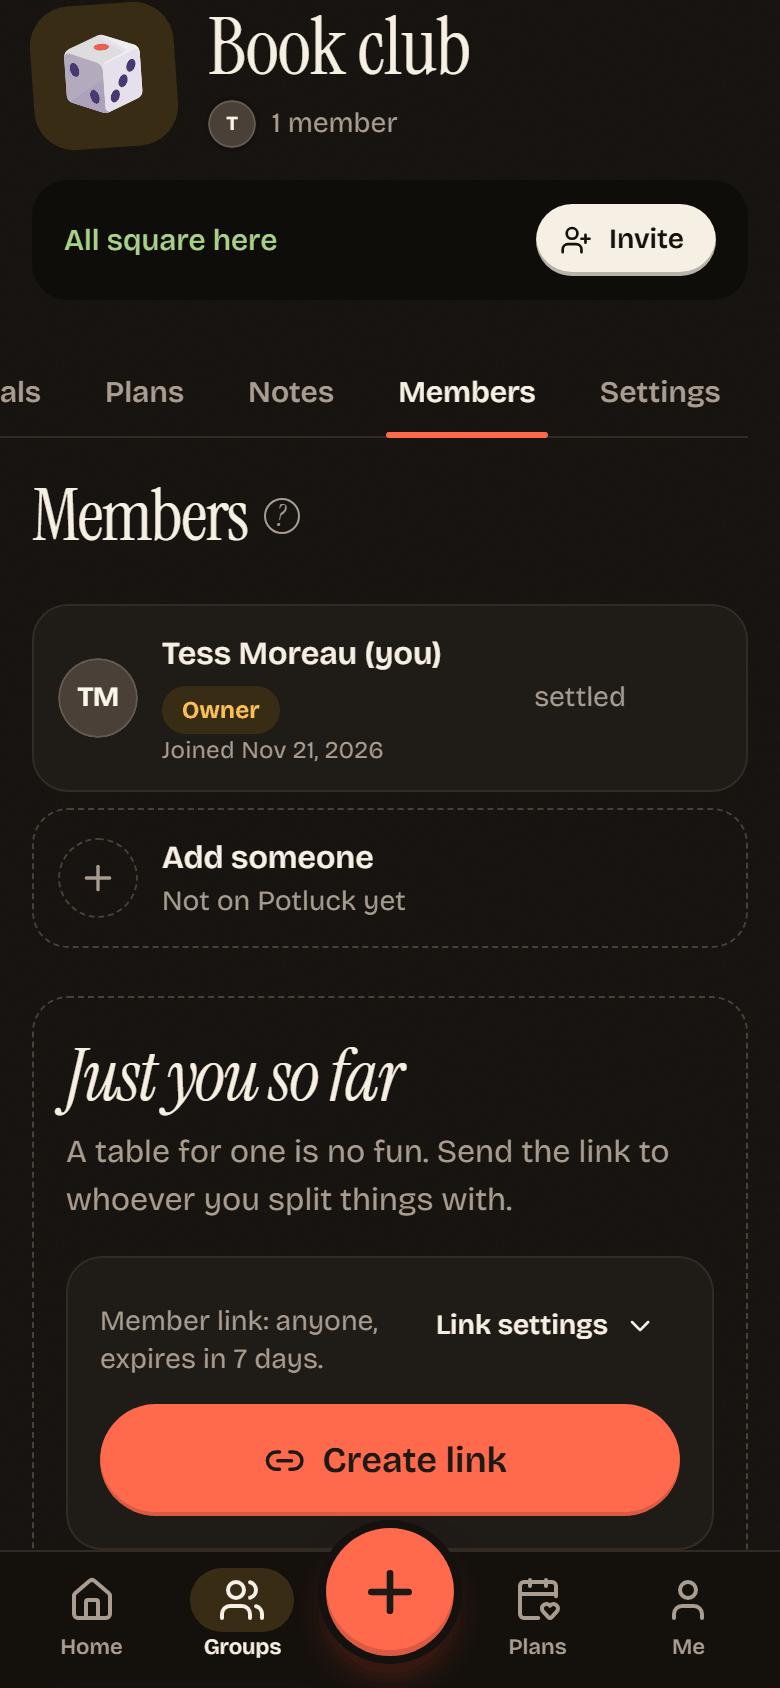 Book club
T 1 member
All square here
Invite
als Plans Notes Members Settings
Members ?
TM
Tess Moreau (you)
Owner
settled
Joined Nov 21, 2026
Add someone
Not on Potluck yet
Just you so far
A table for one is no fun. Send the link to
whoever you split things with.
Member link: anyone,
expires in 7 days.
Link settings
Create link
Home Groups Plans Me